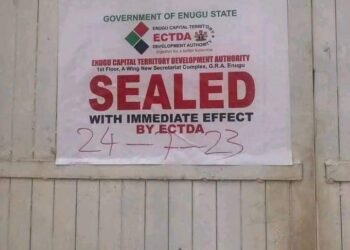 GOVERNMENT OF ENUGU STATE
ENUGU CAPITAL TERRITORY
ECTDA
DEVELOPMENT AUTHORITY
ENUGU CAPITAL TERRITORY DEVELOPMENT AUTHORITY
1st Floor, A Wing New Secretariat Complex, G.R.A. Enugu
SEALED
WITH IMMEDIATE EFFECT
BY ECTDA
24-7-23